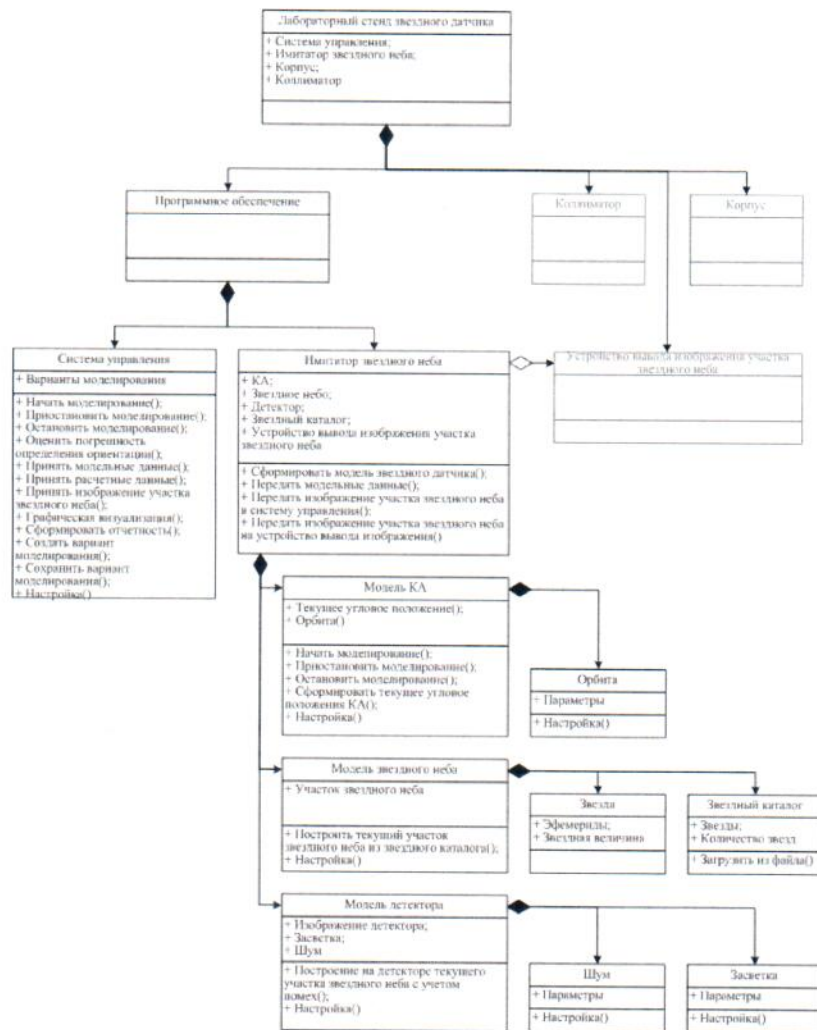 Лабораторный стенд звездного датчика
+ Система управления;
+ Имитатор звездного неба;
+ Корпус;
+ Коллиматор
Программное обеспечение
Коллиматор
Корпус
Система управления
+ Варианты моделирования
+ Начать моделирование();
+ Приостановить моделирование();
+ Остановить моделирование();
+ Оценить погрешность
определения ориентации();
+ Принять модельные данные();
+ Принять расчетные данные();
+ Принять изображение участка
звездного неба();
+ Графическая визуализация();
+ Сформировать отчетность();
+ Создать вариант
моделирования();
+ Сохранить вариант
моделирования();
+ Настройка()
Имитатор звездного неба
+ КА;
+ Звездное небо;
+ Детектор;
+ Звездный каталог;
+ Устройство вывода изображения участка
звездного неба
+ Сформировать модель звездного датчика();
+ Передать модельные данные();
+ Передать изображение участка звездного неба
в систему управления();
+ Передать изображение участка звездного неба
на устройство вывода изображения()
Устройство вывода изображения участка
звездного неба
Модель КА
+ Текущее угловое положение();
+ Орбита()
+ Начать моделирование();
+ Приостановить моделирование();
+ Остановить моделирование();
+ Сформировать текущее угловое
положения КА();
+ Настройка()
Орбита
+ Параметры
+ Настройка()
Модель звездного неба
+ Участок звездного неба
+ Построить текущий участок
звездного неба из звездного каталога();
+ Настройка()
Звезда
+ Эфемериды;
+ Звездная величина
Звездный каталог
+ Звезды;
+ Количество звезд
+ Загрузить из файла()
Модель детектора
+ Изображение детектора;
+ Засветка;
+ Шум
+ Построение на детекторе текущего
участка звездного неба с учетом
помех();
+ Настройка()
Шум
+ Параметры
+ Настройка()
Засветка
+ Параметры
+ Настройка()